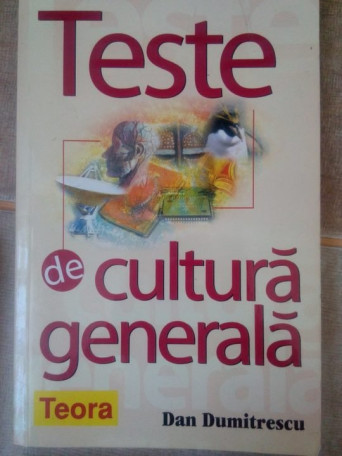 Teste
de cultură
generală
Teora
Dan Dumitrescu